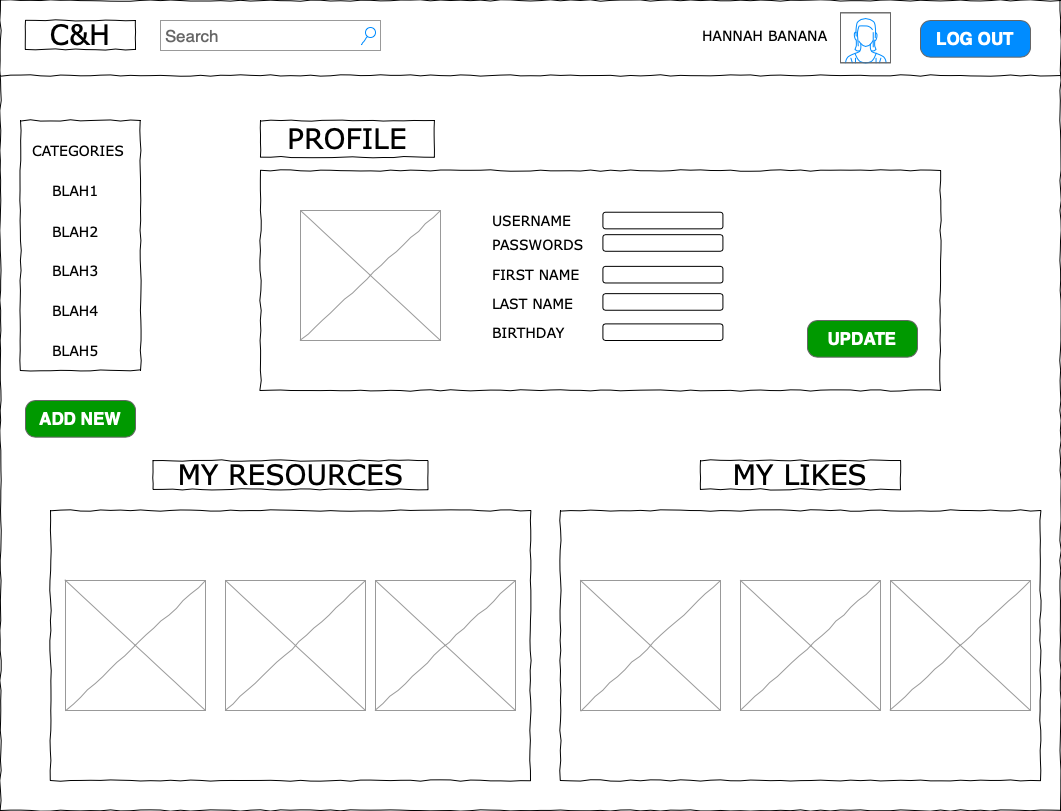 C&H
Search
HANNAH BANANA
LOG OUT
CATEGORIES
BLAH1
BLAH2
BLAH3
BLAH4
BLAH5
ADD NEW
PROFILE
USERNAME
PASSWORDS
FIRST NAME
LAST NAME
BIRTHDAY
UPDATE
MY RESOURCES
MY LIKES